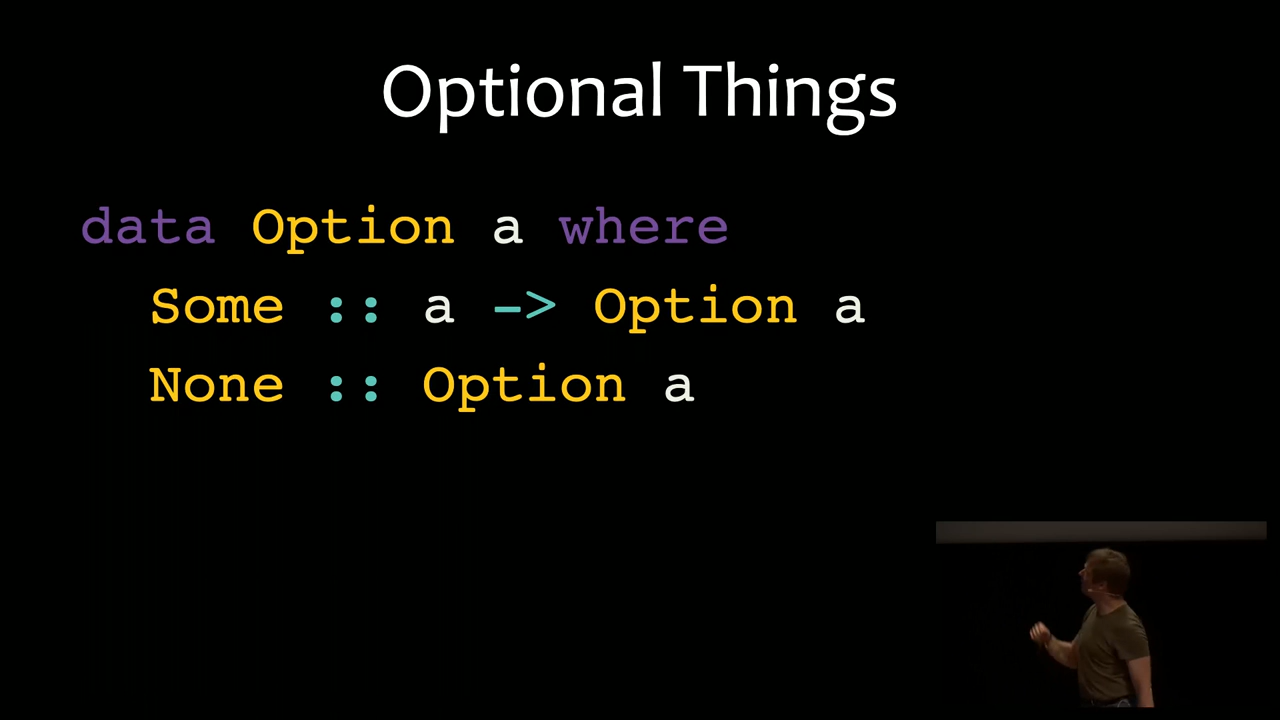 Optional Things
data Option a where
Some :: a -> Option a
None :: Option a